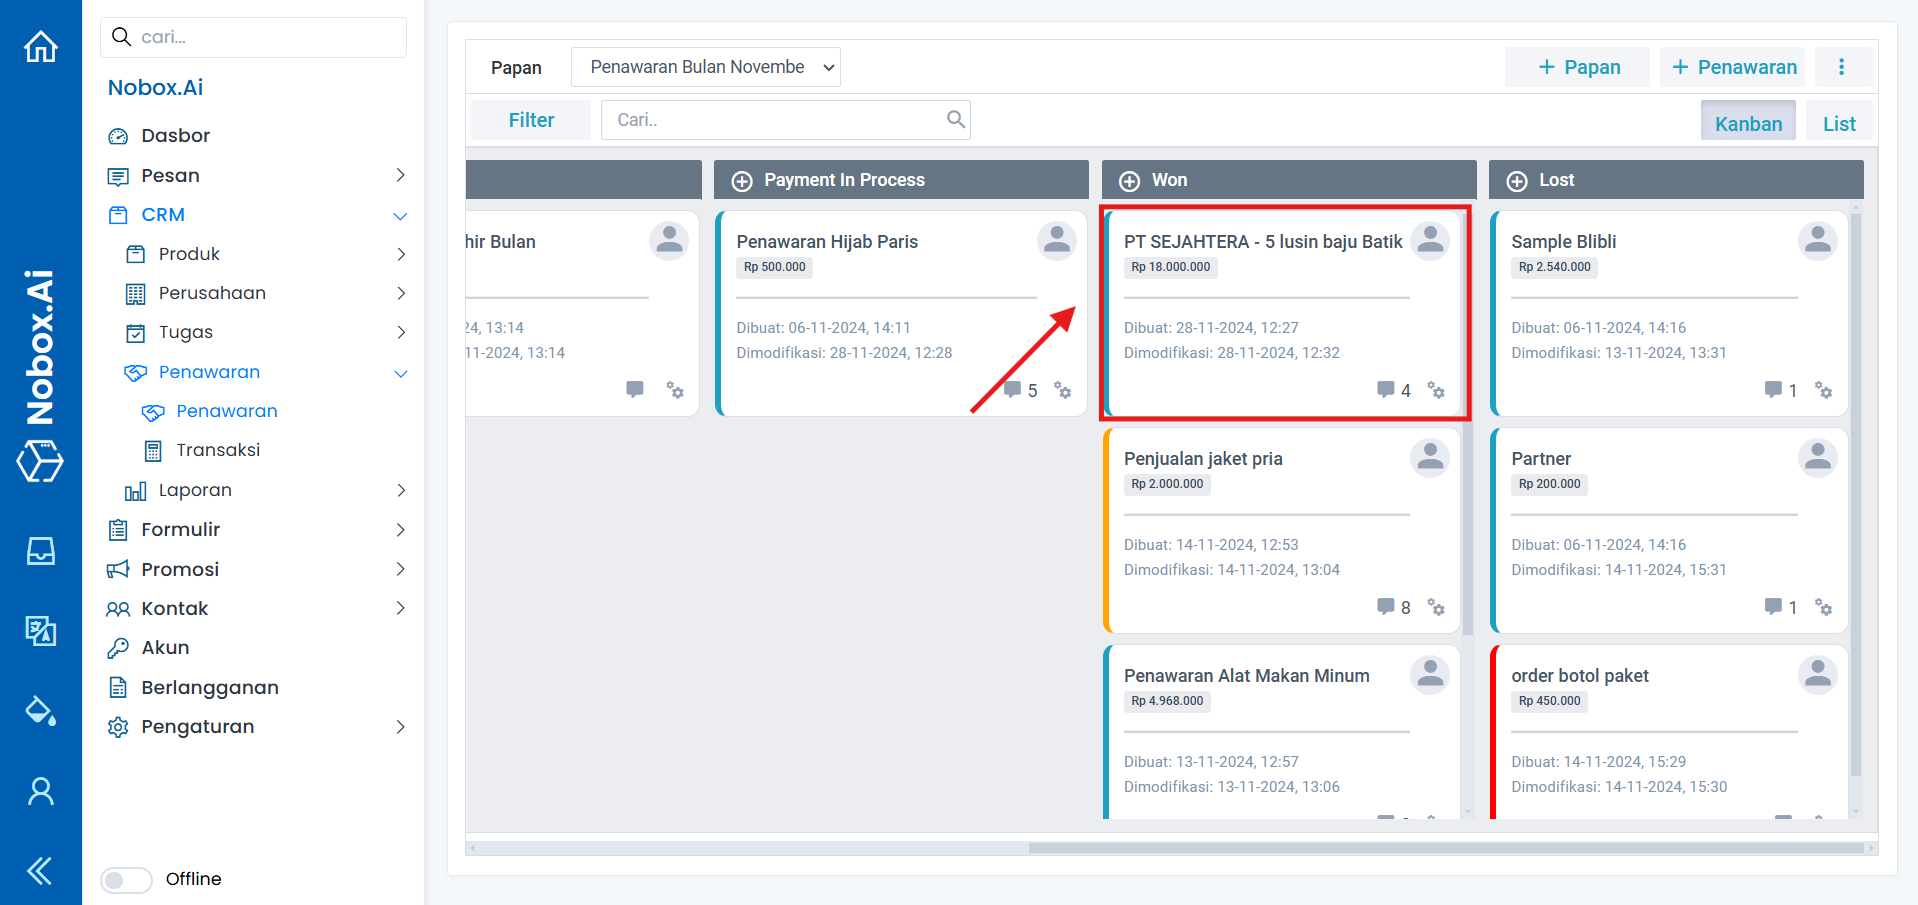 Nobox.Ai
cari...
Nobox.Ai
Dasbor
Pesan
CRM
Produk
Perusahaan
Tugas
Penawaran
Penawaran
Transaksi
Laporan
Formulir
Promosi
Kontak
Akun
Berlangganan
Pengaturan
Offline
Papan
Penawaran Bulan Novembe
+ Papan
+ Penawaran
Filter
Cari..
Kanban
List
hir Bulan
24, 13:14
11-2024, 13:14
Payment In Process
Penawaran Hijab Paris
Rp 500.000
Dibuat: 06-11-2024, 14:11
Dimodifikasi: 28-11-2024, 12:28
5
Won
PT SEJAHTERA - 5 lusin baju Batik
Rp 18.000.000
Dibuat: 28-11-2024, 12:27
Dimodifikasi: 28-11-2024, 12:32
4
Penjualan jaket pria
Rp 2.000.000
Dibuat: 14-11-2024, 12:53
Dimodifikasi: 14-11-2024, 13:04
8
Penawaran Alat Makan Minum
Rp 4.968.000
Dibuat: 13-11-2024, 12:57
Dimodifikasi: 13-11-2024, 13:06
Lost
Sample Blibli
Rp 2.540.000
Dibuat: 06-11-2024, 14:16
Dimodifikasi: 13-11-2024, 13:31
1
Partner
Rp 200.000
Dibuat: 06-11-2024, 14:16
Dimodifikasi: 14-11-2024, 15:31
1
order botol paket
Rp 450.000
Dibuat: 14-11-2024, 15:29
Dimodifikasi: 14-11-2024, 15:30